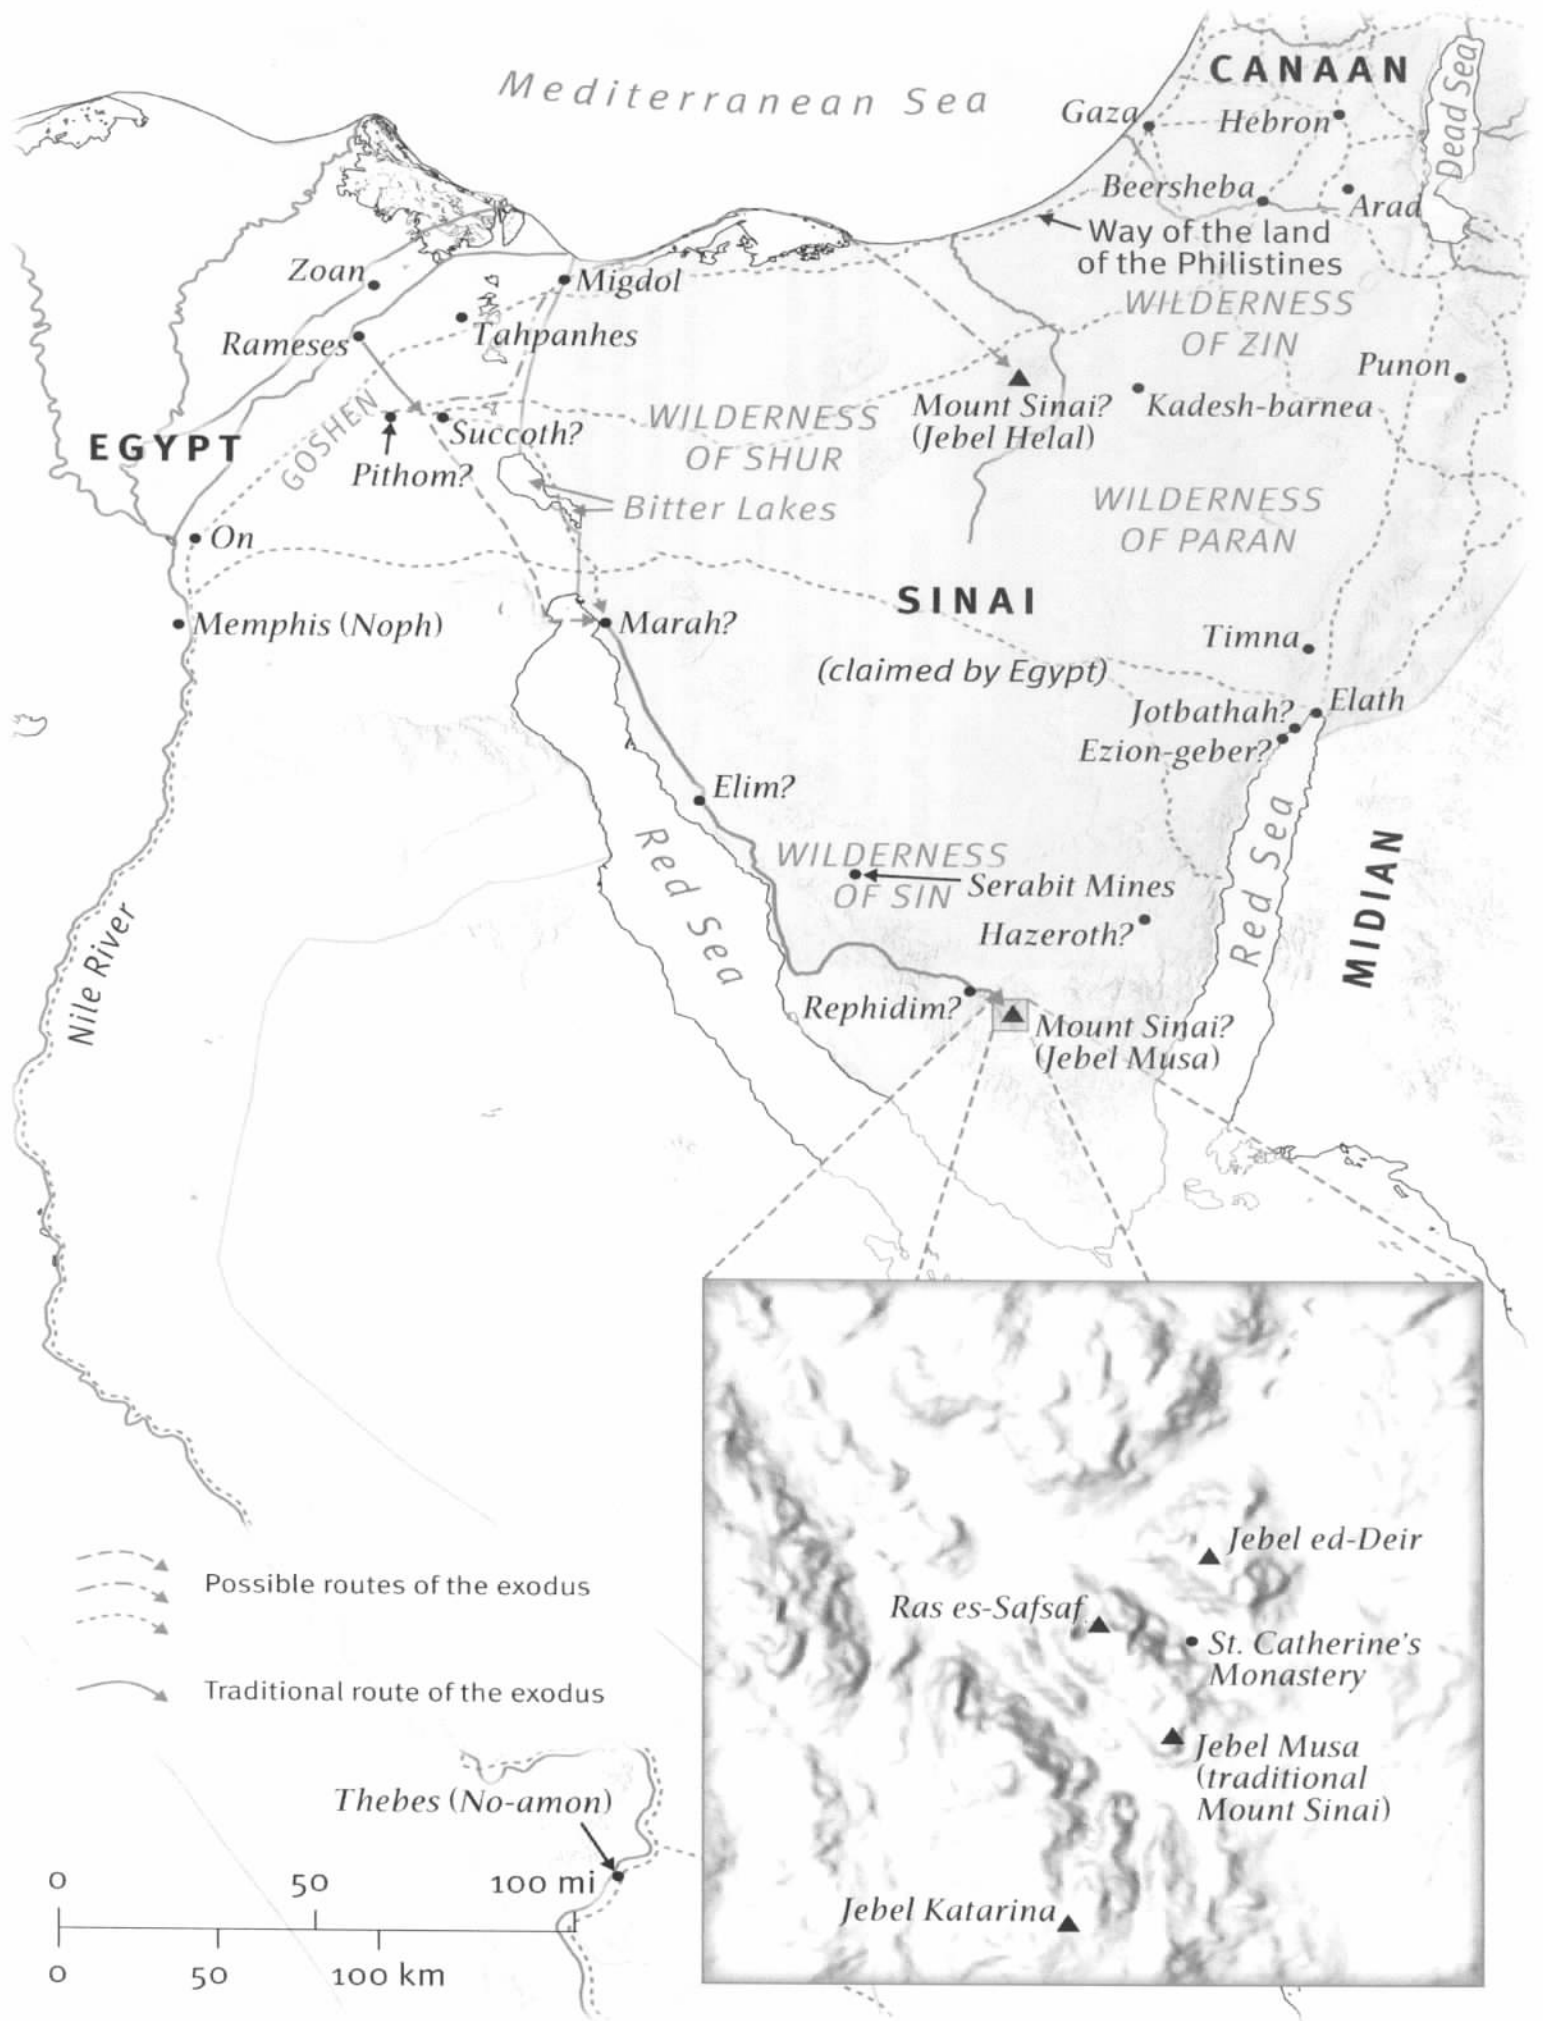 Mediterranean Sea
CANAAN
Dead Sea
Gaza
Hebron
Beersheba
Arad
Way of the land
of the Philistines
Zoan
Migdol
WILDERNESS
OF ZIN
Tahpanhes
Rameses
Punon
GOSHEN
Mount Sinai?
(Jebel Helal)
Kadesh-barnea
WILDERNESS
OF SHUR
EGYPT
Succoth?
Pithom?
Bitter Lakes
WILDERNESS
OF PARAN
On
SINAI
Memphis (Noph)
Marah?
Timna
(claimed by Egypt)
Elath
Jotbathah?
Ezion-geber?
Elim?
Red Sea
Red Sea
MIDIAN
WILDERNESS
OF SIN
Serabit Mines
Hazeroth?
Nile River
Rephidim?
Mount Sinai?
(Jebel Musa)
Jebel ed-Deir
Possible routes of the exodus
Ras es-Safsaf
St. Catherine's
Monastery
Traditional route of the exodus
Jebel Musa
(traditional
Mount Sinai)
Thebes (No-amon)
0 50 100 mi
Jebel Katarina
0 50 100 km